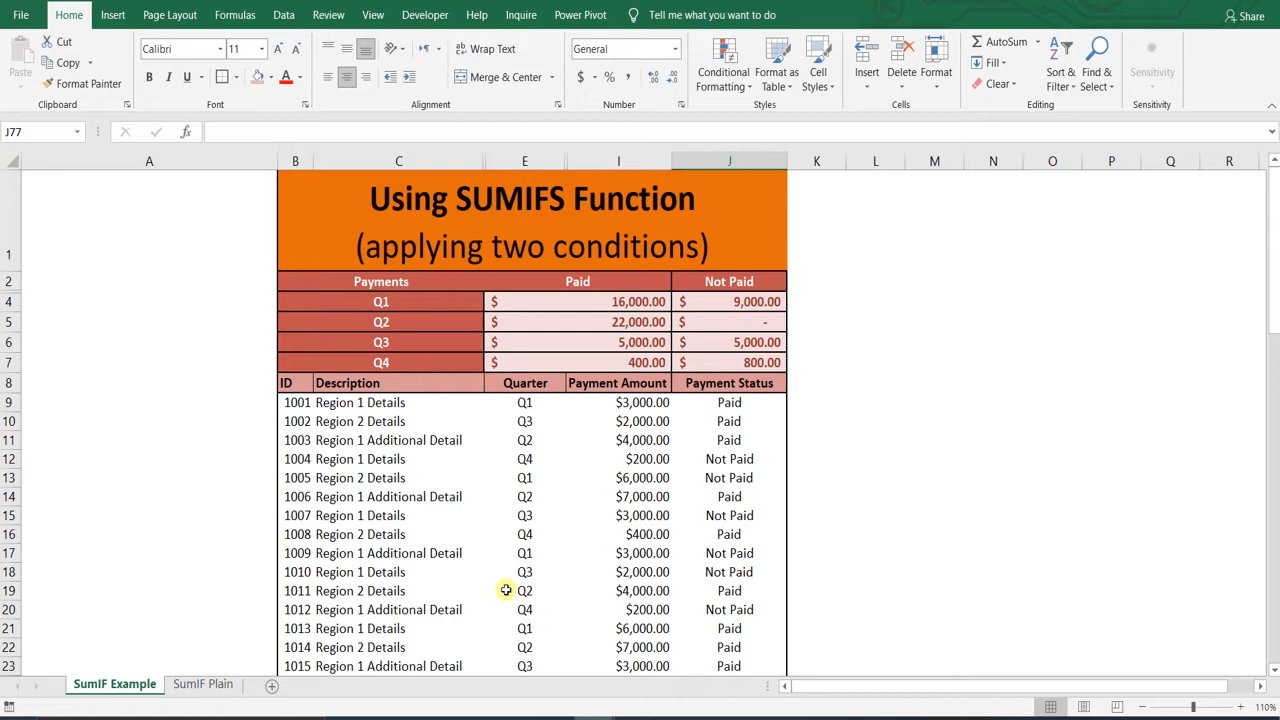 File Home Insert Page Layout Formulas Data Review View Developer Help Inquire Power Pivot Tell me what you want to do Share
Paste Cut Copy Format Painter Clipboard
Calibri 11 A A B I U A Font
Wrap Text Merge & Center Alignment
General $ % , Number
Conditional Formatting Format as Table Cell Styles Styles
Insert Delete Format Cells
AutoSum Fill Clear Sort & Filter Find & Select Editing
Sensitivity Sensitivity
J77 fx
A B C E I J K L M N O P Q R
Using SUMIFS Function
1 (applying two conditions)
2 Payments Paid Not Paid
4 Q1 $ 16,000.00 $ 9,000.00
5 Q2 $ 22,000.00 $ -
6 Q3 $ 5,000.00 $ 5,000.00
7 Q4 $ 400.00 $ 800.00
8 ID Description Quarter Payment Amount Payment Status
9 1001 Region 1 Details Q1 $3,000.00 Paid
10 1002 Region 2 Details Q3 $2,000.00 Paid
11 1003 Region 1 Additional Detail Q2 $4,000.00 Paid
12 1004 Region 1 Details Q4 $200.00 Not Paid
13 1005 Region 2 Details Q1 $6,000.00 Not Paid
14 1006 Region 1 Additional Detail Q2 $7,000.00 Paid
15 1007 Region 1 Details Q3 $3,000.00 Not Paid
16 1008 Region 2 Details Q4 $400.00 Paid
17 1009 Region 1 Additional Detail Q1 $3,000.00 Not Paid
18 1010 Region 1 Details Q3 $2,000.00 Not Paid
19 1011 Region 2 Details Q2 $4,000.00 Paid
20 1012 Region 1 Additional Detail Q4 $200.00 Not Paid
21 1013 Region 1 Details Q1 $6,000.00 Paid
22 1014 Region 2 Details Q2 $7,000.00 Paid
23 1015 Region 1 Additional Detail Q3 $3,000.00 Paid
SumIF Example SumIF Plain
110%